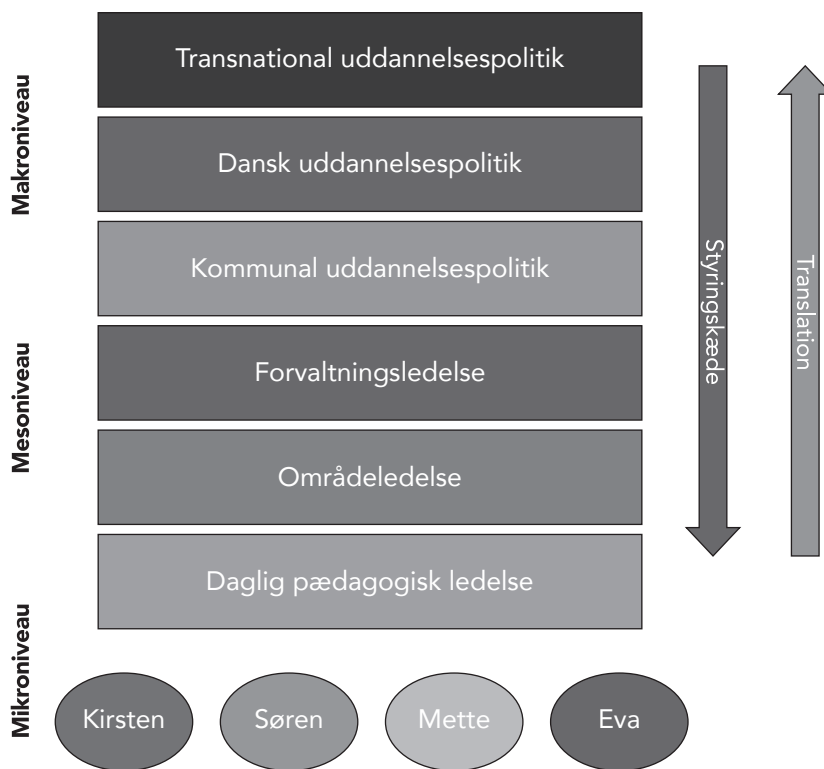 Makroniveau
Transnational uddannelsespolitik
Dansk uddannelsespolitik
Kommunal uddannelsespolitik
Mesoniveau
Forvaltningsledelse
Områdeledelse
Mikroniveau
Daglig pædagogisk ledelse
Kirsten
Søren
Mette
Eva
Styringskæde
Translation